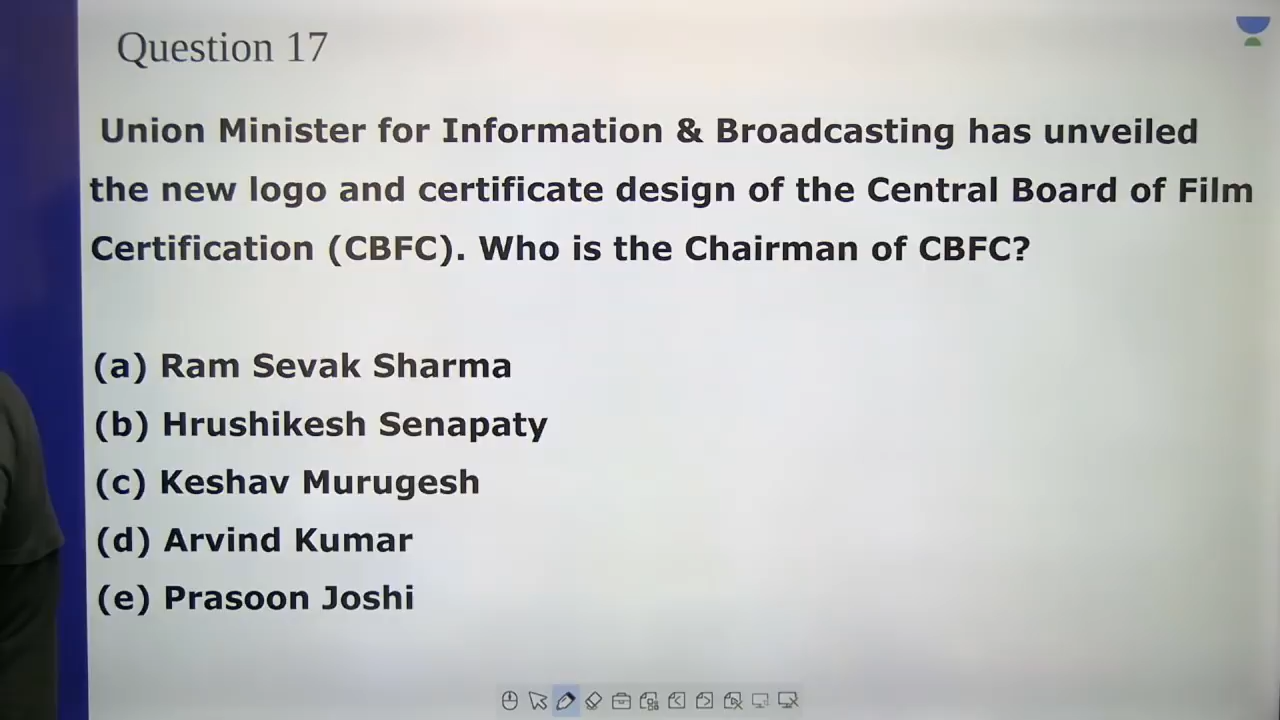 Question 17
Union Minister for Information & Broadcasting has unveiled
the new logo and certificate design of the Central Board of Film
Certification (CBFC). Who is the Chairman of CBFC?
(a) Ram Sevak Sharma
(b) Hrushikesh Senapaty
(c) Keshav Murugesh
(d) Arvind Kumar
(e) Prasoon Joshi